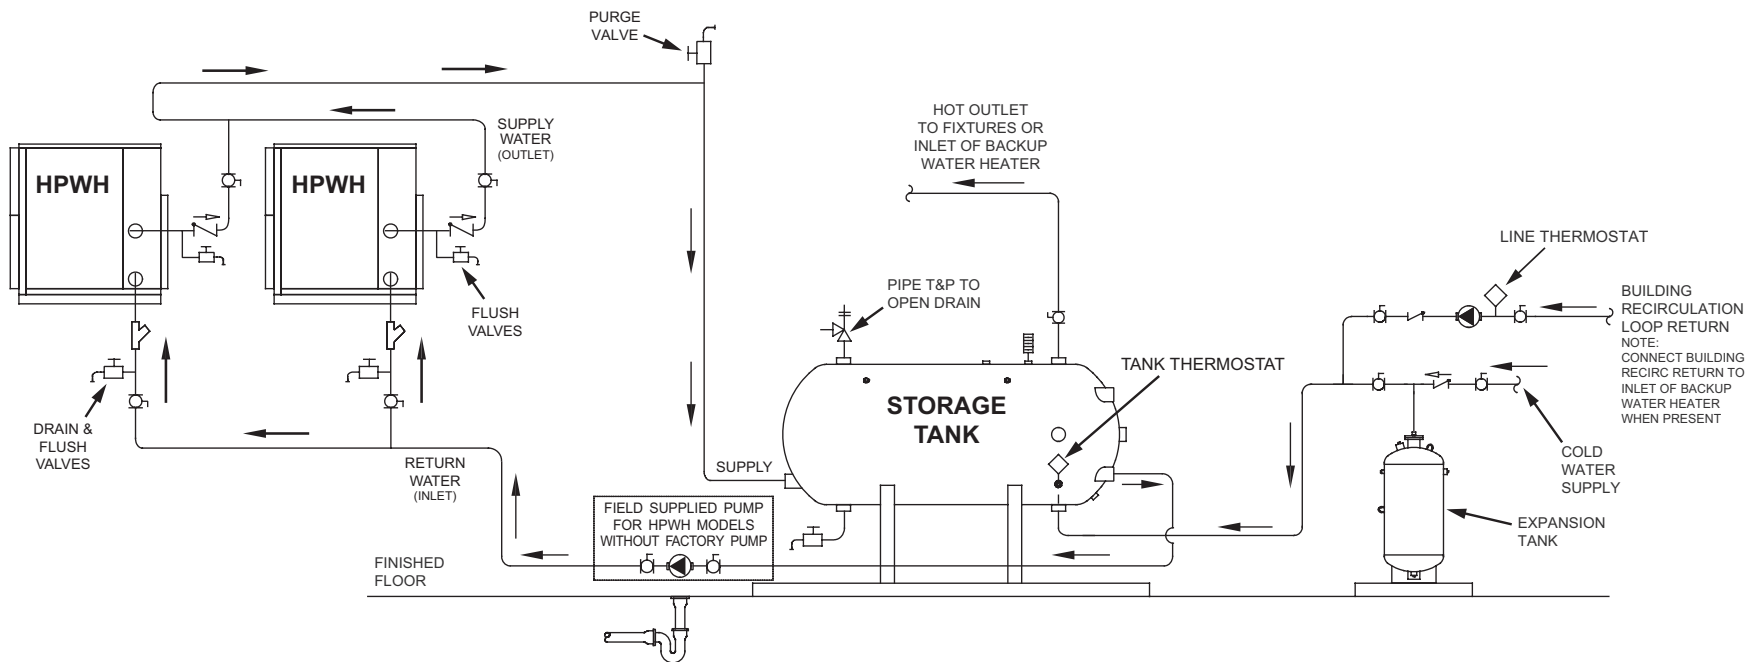 PURGE
VALVE
HOT OUTLET
TO FIXTURES OR
INLET OF BACKUP
WATER HEATER
SUPPLY
WATER
(OUTLET)
HPWH
HPWH
LINE THERMOSTAT
FLUSH
VALVES
PIPE T&P TO
OPEN DRAIN
BUILDING
RECIRCULATION
LOOP RETURN
NOTE:
CONNECT BUILDING
RECIRC RETURN TO
INLET OF BACKUP
WATER HEATER
WHEN PRESENT
TANK THERMOSTAT
STORAGE
TANK
DRAIN &
FLUSH
VALVES
RETURN
WATER
(INLET)
SUPPLY
COLD
WATER
SUPPLY
FIELD SUPPLIED PUMP
FOR HPWH MODELS
WITHOUT FACTORY PUMP
EXPANSION
TANK
FINISHED
FLOOR